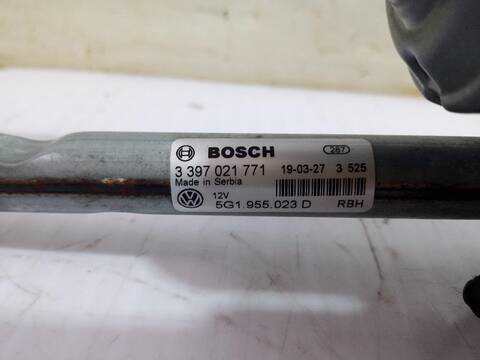 BOSCH 267
3 397 021 771 19-03-27 3 525
Made in Serbia
12V
5G1.955.023 D RBH